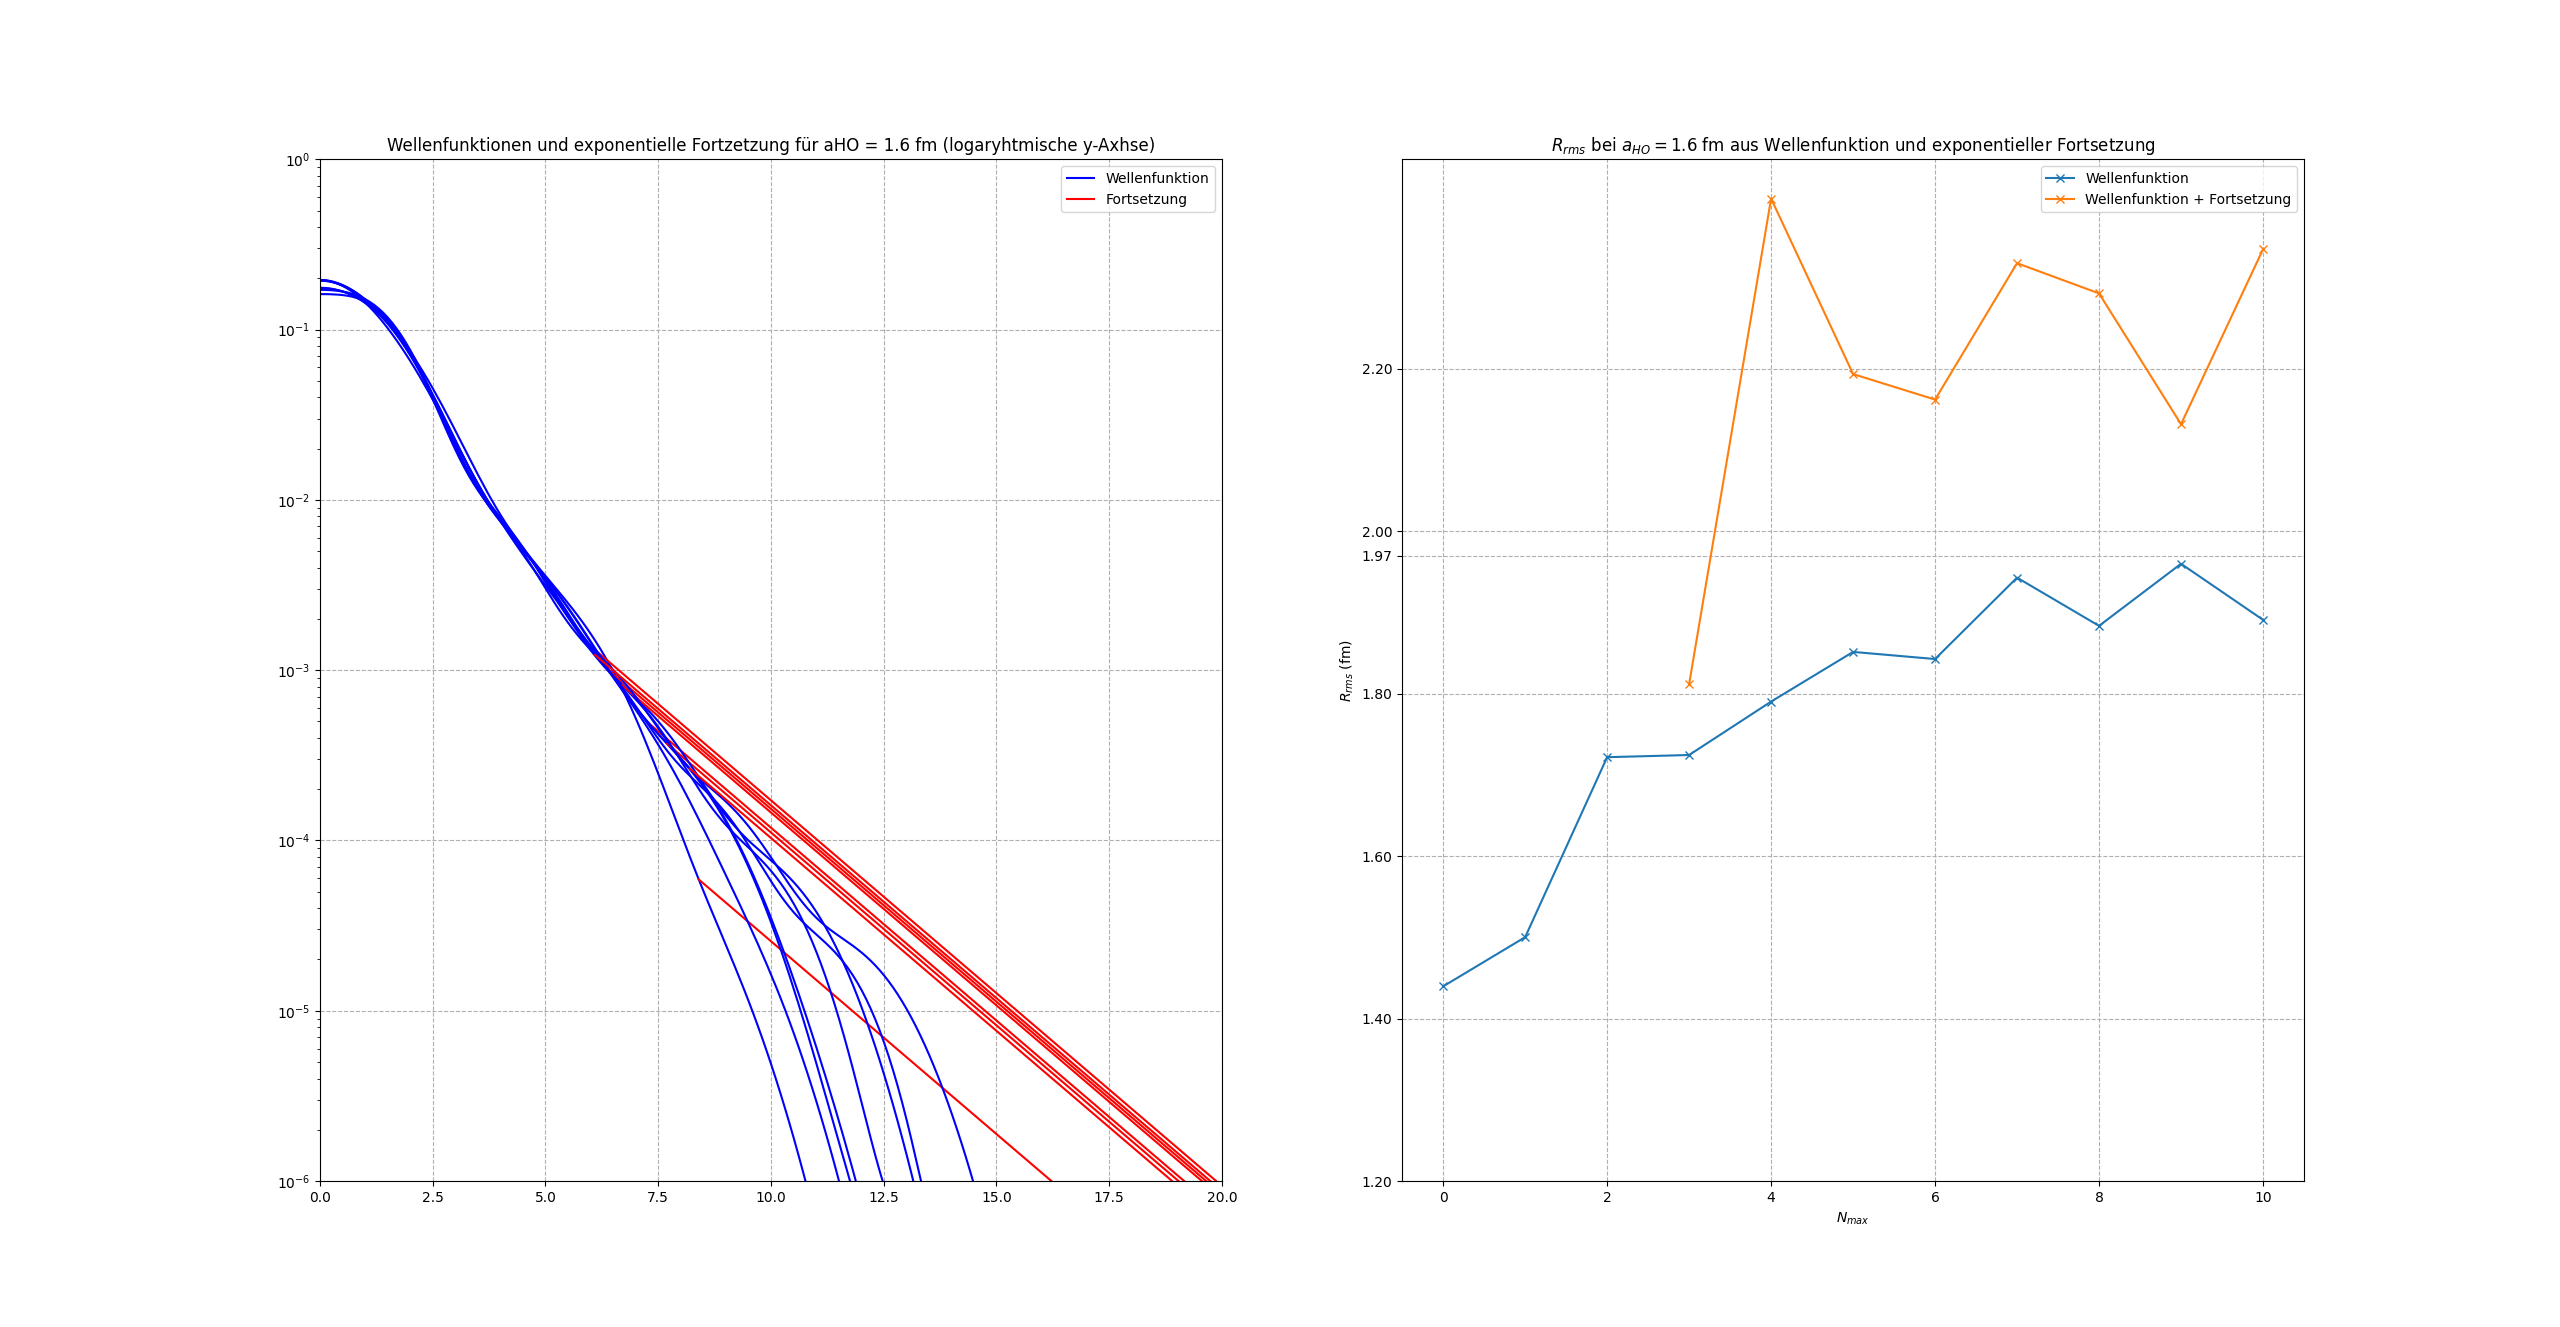 Wellenfunktionen und exponentielle Fortzetzung für aHO = 1.6 fm (logaryhtmische y-Axhse)
Wellenfunktion
Fortsetzung
10^0
10^-1
10^-2
10^-3
10^-4
10^-5
10^-6
0.0 2.5 5.0 7.5 10.0 12.5 15.0 17.5 20.0
R_rms bei a_HO = 1.6 fm aus Wellenfunktion und exponentieller Fortsetzung
Wellenfunktion
Wellenfunktion + Fortsetzung
2.20
2.00
1.97
1.80
1.60
1.40
1.20
R_rms (fm)
0 2 4 6 8 10
N_max